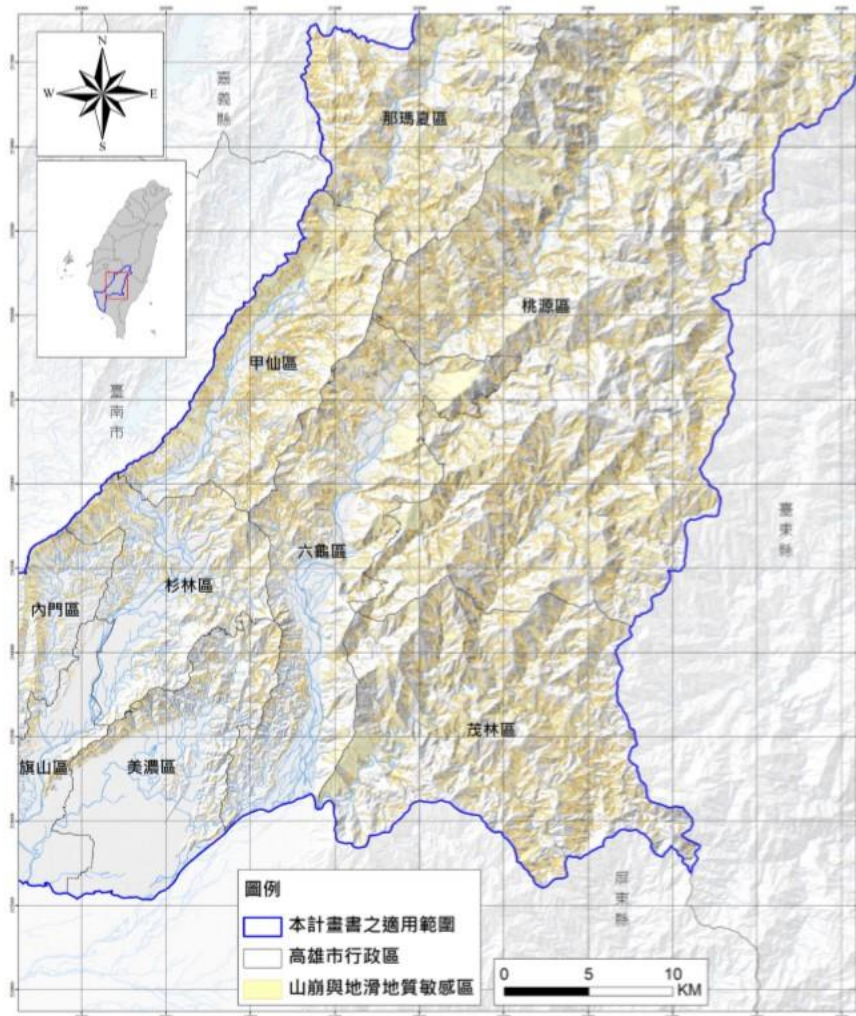 N
W
E
S
嘉義縣
那瑪夏區
桃源區
甲仙區
臺南市
臺東縣
六龜區
杉林區
內門區
茂林區
旗山區
美濃區
屏東縣
圖例
本計畫書之適用範圍
高雄市行政區
山崩與地滑地質敏感區
0 5 10
KM